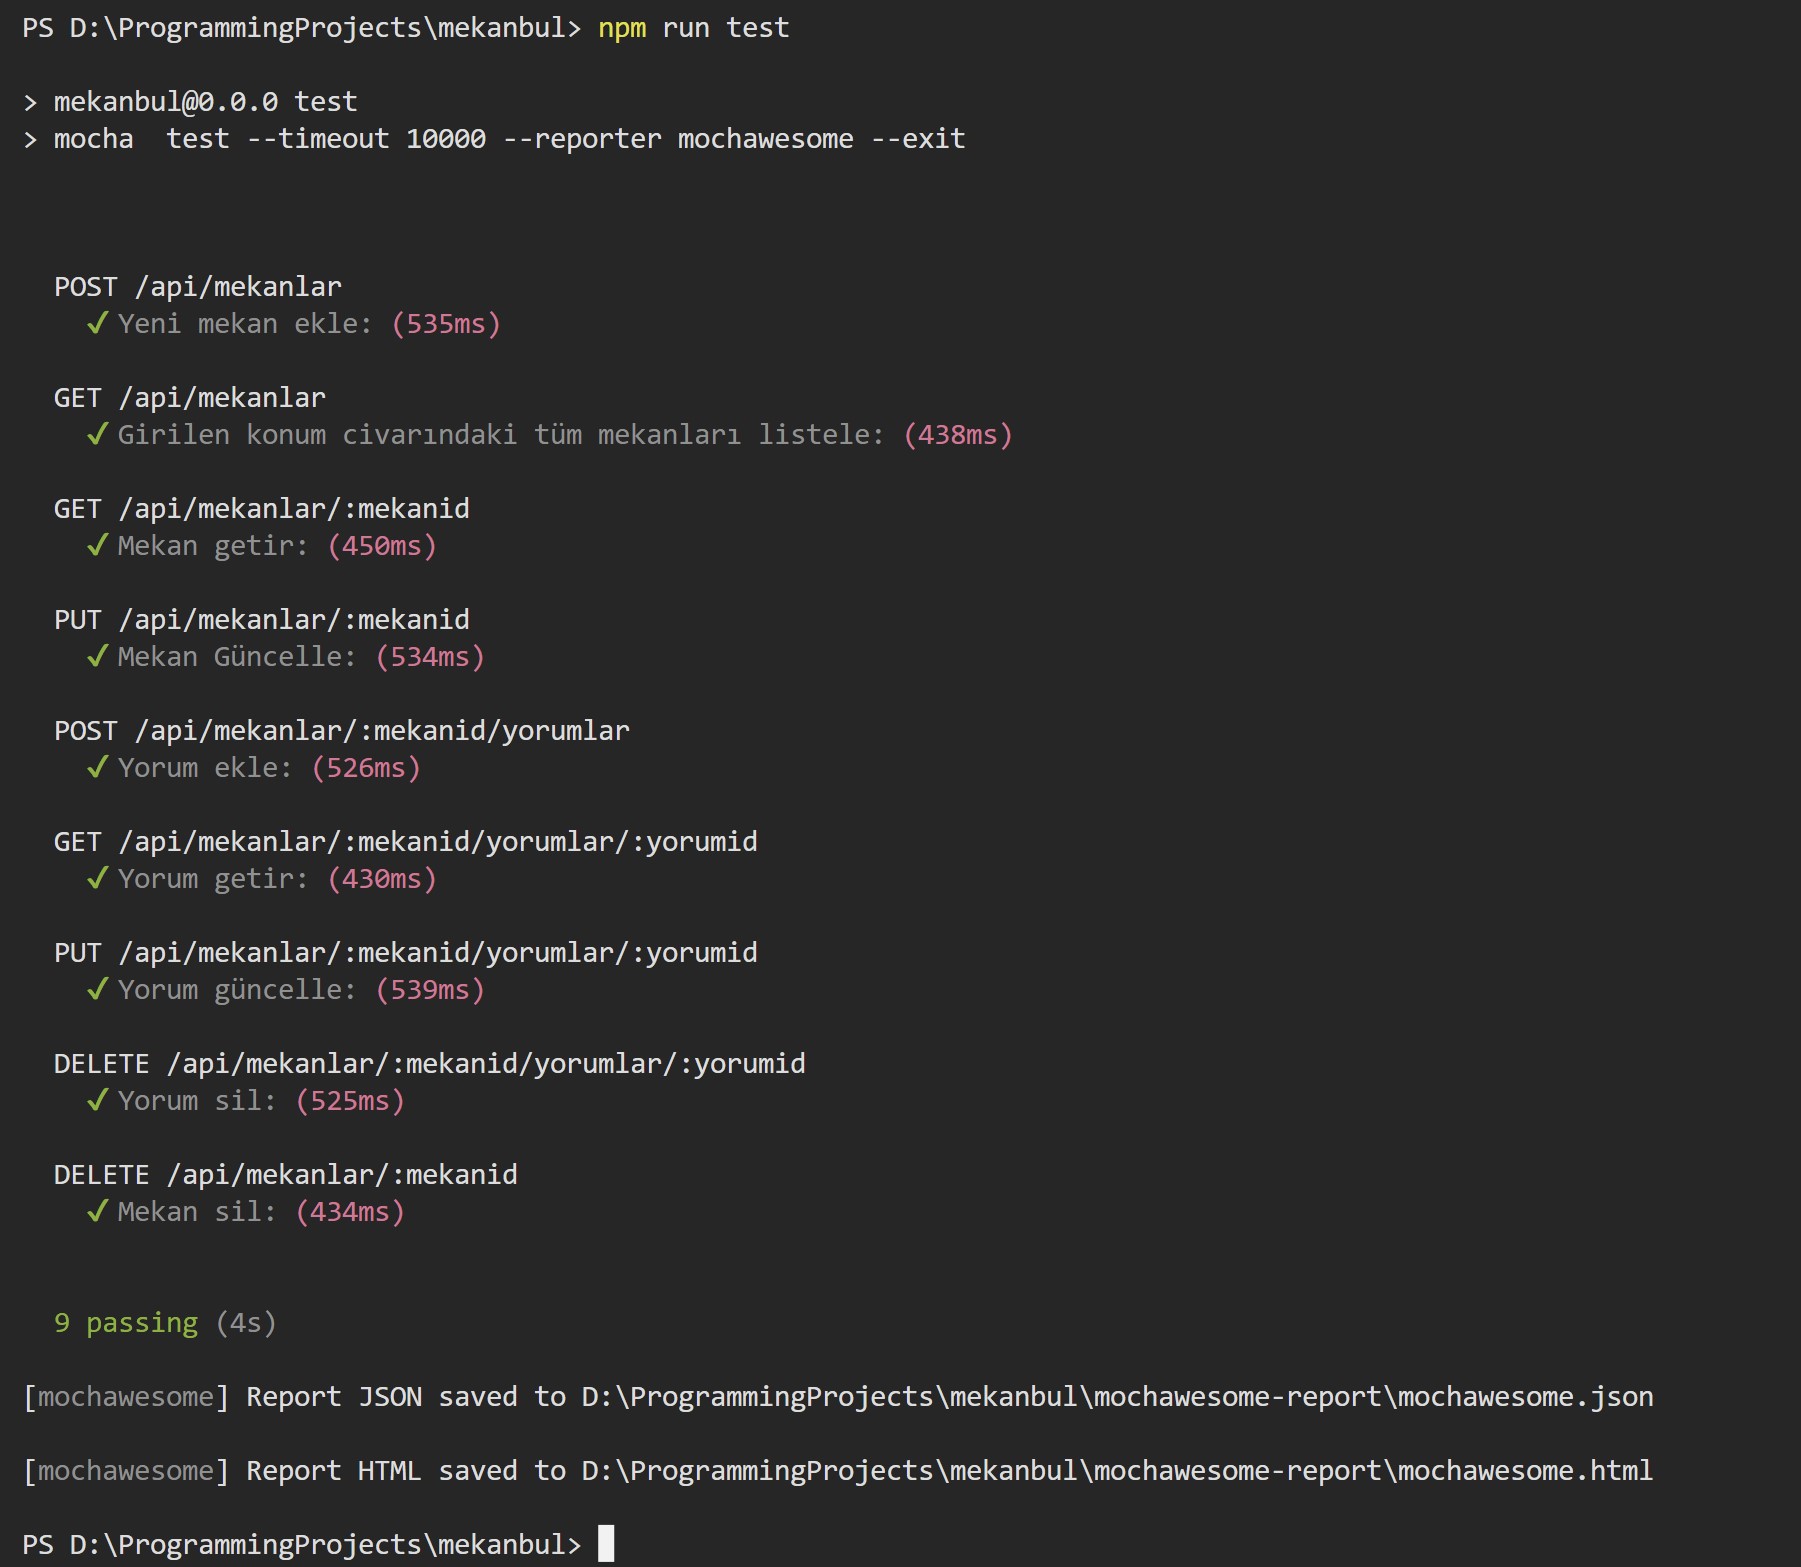 PS D:\ProgrammingProjects\mekanbul> npm run test
> mekanbul@0.0.0 test
> mocha  test --timeout 10000 --reporter mochawesome --exit
POST /api/mekanlar
✓ Yeni mekan ekle: (535ms)
GET /api/mekanlar
✓ Girilen konum civarındaki tüm mekanları listele: (438ms)
GET /api/mekanlar/:mekanid
✓ Mekan getir: (450ms)
PUT /api/mekanlar/:mekanid
✓ Mekan Güncelle: (534ms)
POST /api/mekanlar/:mekanid/yorumlar
✓ Yorum ekle: (526ms)
GET /api/mekanlar/:mekanid/yorumlar/:yorumid
✓ Yorum getir: (430ms)
PUT /api/mekanlar/:mekanid/yorumlar/:yorumid
✓ Yorum güncelle: (539ms)
DELETE /api/mekanlar/:mekanid/yorumlar/:yorumid
✓ Yorum sil: (525ms)
DELETE /api/mekanlar/:mekanid
✓ Mekan sil: (434ms)
9 passing (4s)
[mochawesome] Report JSON saved to D:\ProgrammingProjects\mekanbul\mochawesome-report\mochawesome.json
[mochawesome] Report HTML saved to D:\ProgrammingProjects\mekanbul\mochawesome-report\mochawesome.html
PS D:\ProgrammingProjects\mekanbul>